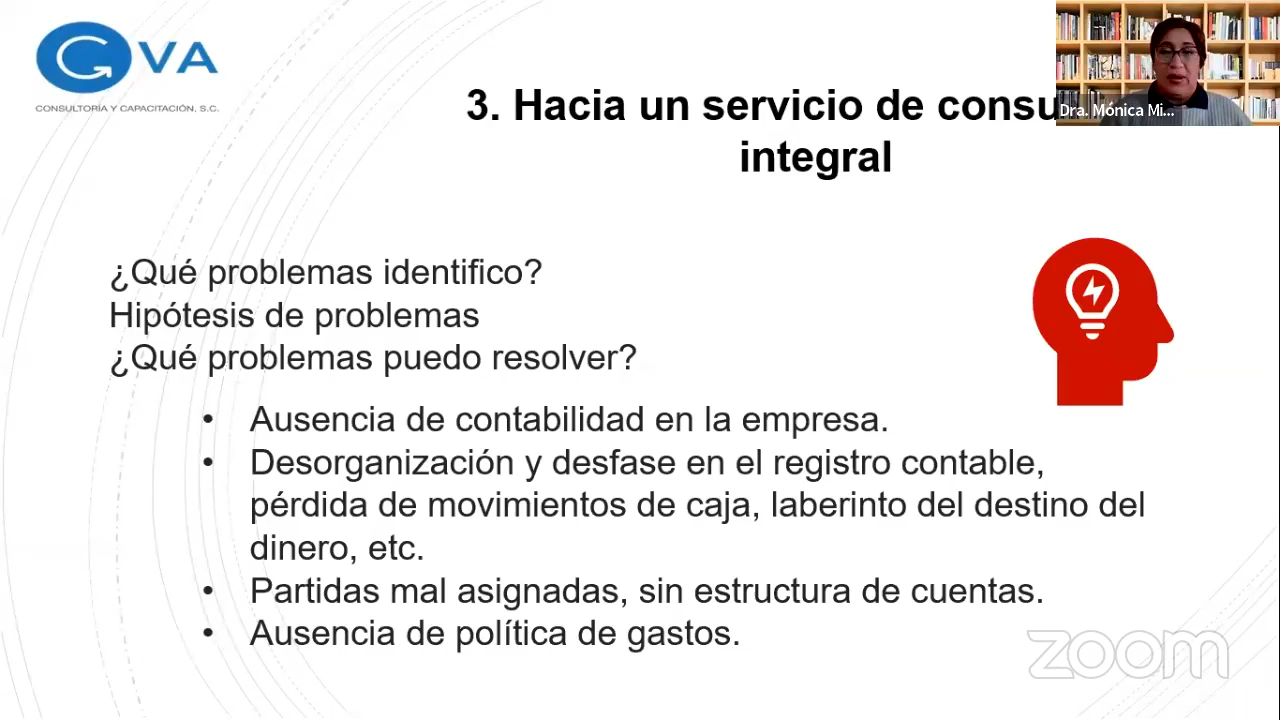 GVA
CONSULTORÍA Y CAPACITACIÓN, S.C.
Dra. Mónica Mi...
3. Hacia un servicio de
integral
¿Qué problemas identifico?
Hipótesis de problemas
¿Qué problemas puedo resolver?
• Ausencia de contabilidad en la empresa.
• Desorganización y desfase en el registro contable,
pérdida de movimientos de caja, laberinto del destino del
dinero, etc.
• Partidas mal asignadas, sin estructura de cuentas.
• Ausencia de política de gastos.
zoom